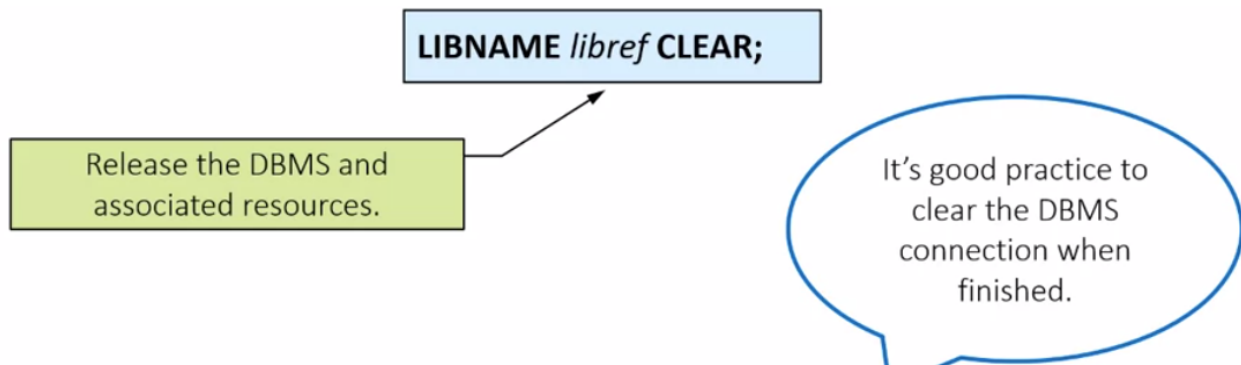 LIBNAME libref CLEAR;
Release the DBMS and
associated resources.
It’s good practice to
clear the DBMS
connection when
finished.